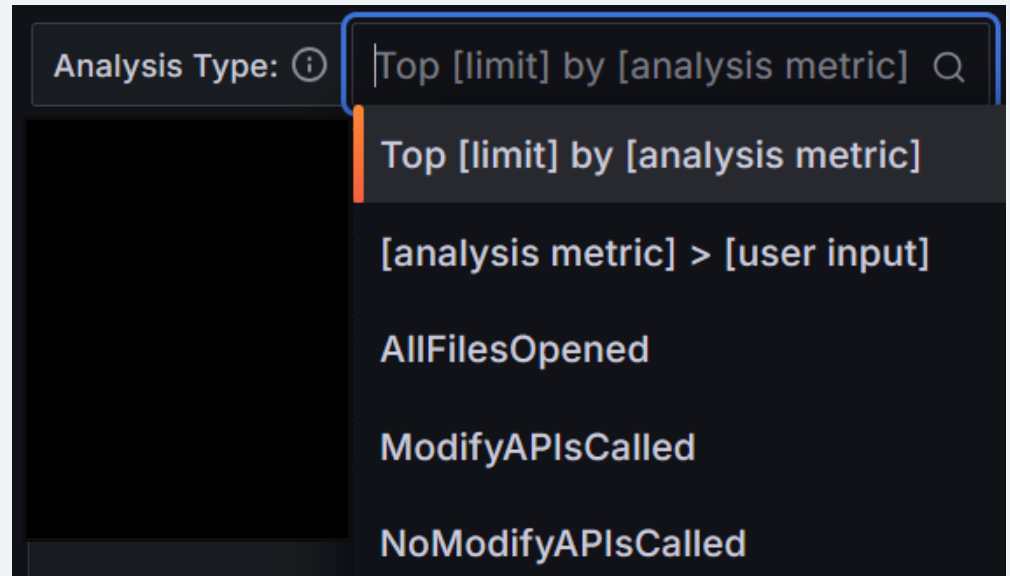 Analysis Type:
Top [limit] by [analysis metric]
Top [limit] by [analysis metric]
[analysis metric] > [user input]
AllFilesOpened
ModifyAPIsCalled
NoModifyAPIsCalled